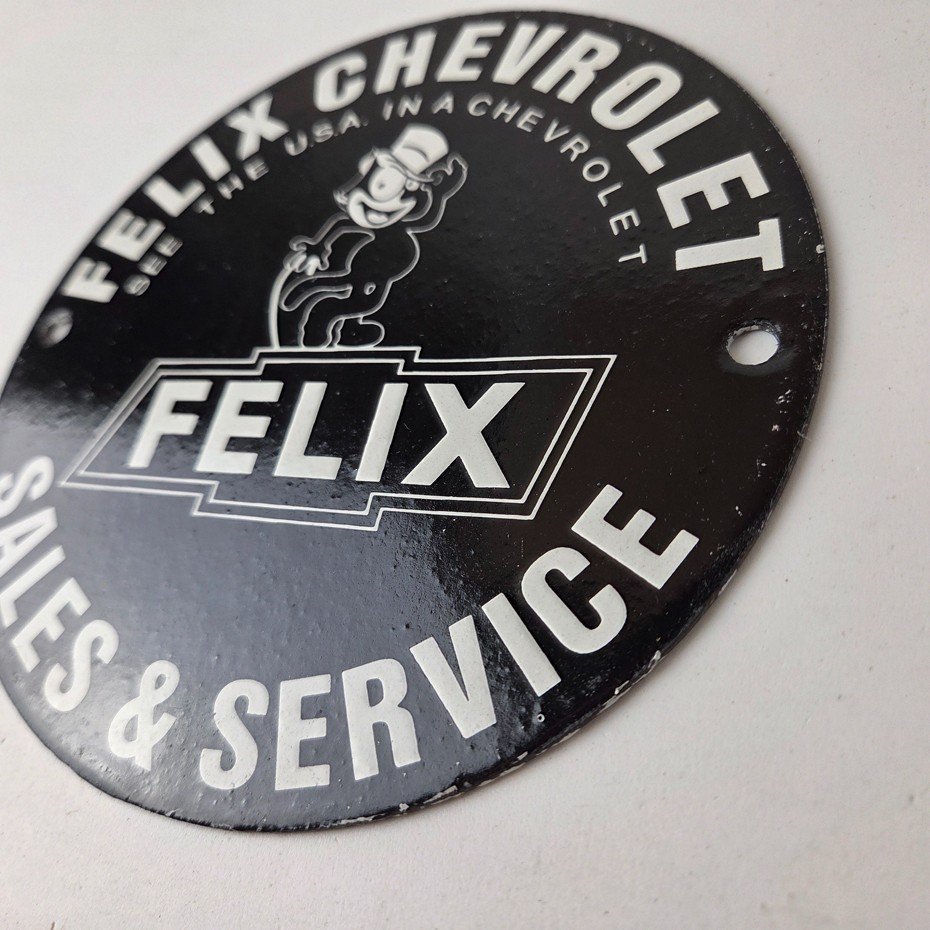 FELIX CHEVROLET
SEE THE U.S.A. IN A CHEVROLET
FELIX
SALES & SERVICE